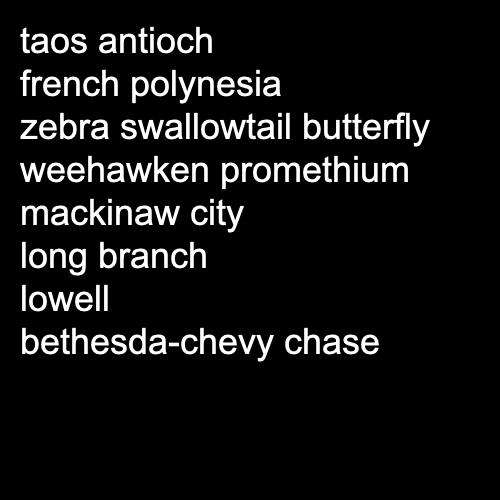 taos antioch
french polynesia
zebra swallowtail butterfly
weehawken promethium
mackinaw city
long branch
lowell
bethesda-chevy chase